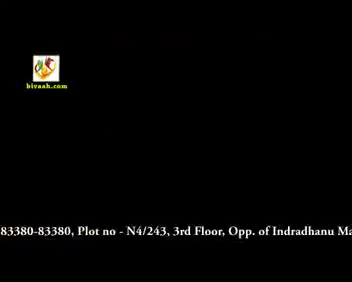 bivaah.com
83380-83380, Plot no - N4/243, 3rd Floor, Opp. of Indradhanu Ma